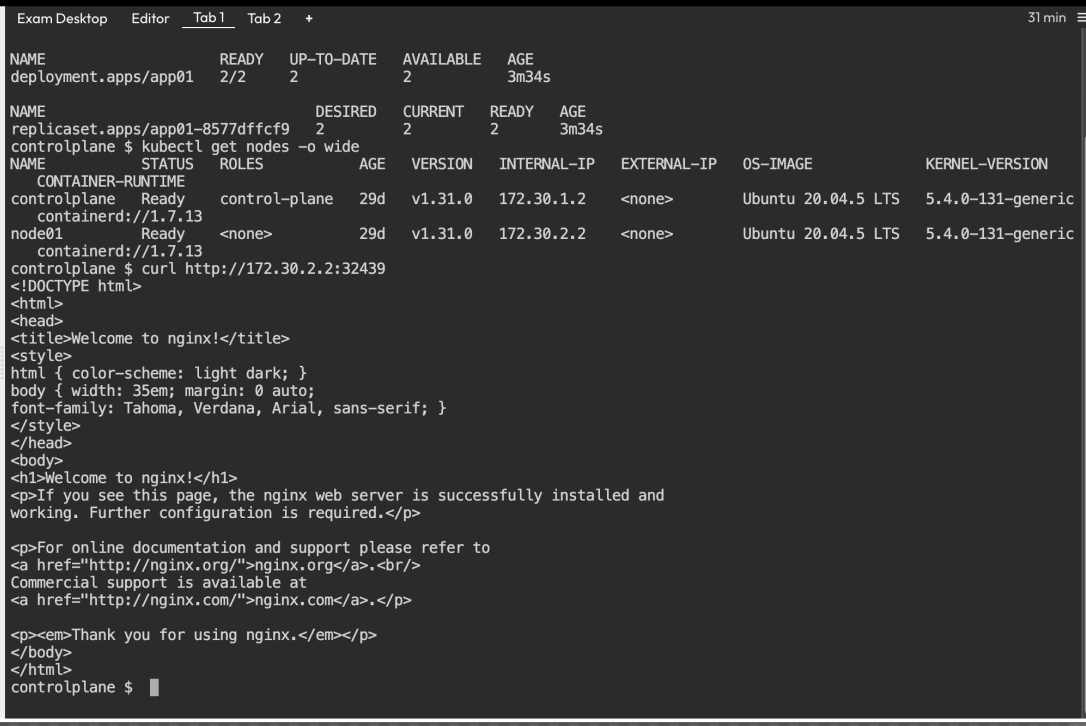 Exam Desktop Editor Tab 1 Tab 2 + 31 min
NAME READY UP-TO-DATE AVAILABLE AGE
deployment.apps/app01 2/2 2 2 3m34s
NAME DESIRED CURRENT READY AGE
replicaset.apps/app01-8577dffcf9 2 2 2 3m34s
controlplane $ kubectl get nodes -o wide
NAME STATUS ROLES AGE VERSION INTERNAL-IP EXTERNAL-IP OS-IMAGE KERNEL-VERSION
CONTAINER-RUNTIME
controlplane Ready control-plane 29d v1.31.0 172.30.1.2 <none> Ubuntu 20.04.5 LTS 5.4.0-131-generic
containerd://1.7.13
node01 Ready <none> 29d v1.31.0 172.30.2.2 <none> Ubuntu 20.04.5 LTS 5.4.0-131-generic
containerd://1.7.13
controlplane $ curl http://172.30.2.2:32439
<!DOCTYPE html>
<html>
<head>
<title>Welcome to nginx!</title>
<style>
html { color-scheme: light dark; }
body { width: 35em; margin: 0 auto;
font-family: Tahoma, Verdana, Arial, sans-serif; }
</style>
</head>
<body>
<h1>Welcome to nginx!</h1>
<p>If you see this page, the nginx web server is successfully installed and
working. Further configuration is required.</p>
<p>For online documentation and support please refer to
<a href="http://nginx.org/">nginx.org</a>.<br/>
Commercial support is available at
<a href="http://nginx.com/">nginx.com</a>.</p>
<p><em>Thank you for using nginx.</em></p>
</body>
</html>
controlplane $